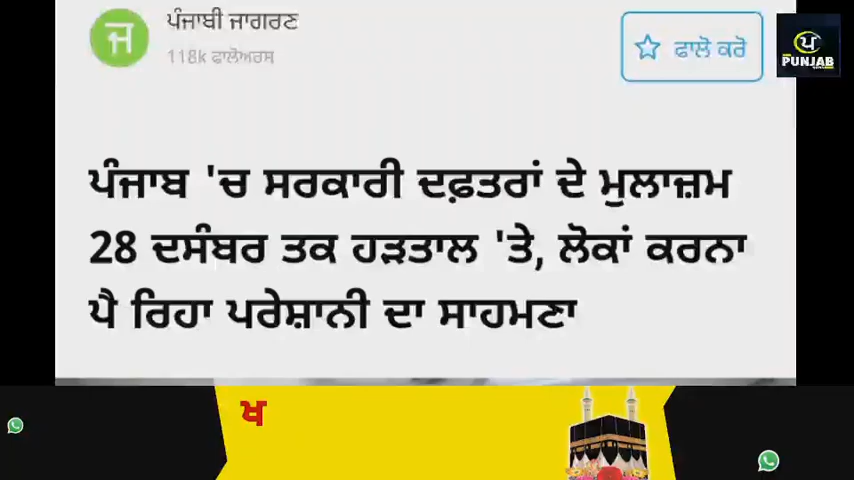 ਪੰਜਾਬੀ ਜਾਗਰਣ
118k ਫਾਲੋਅਰਸ
ਫਾਲੋ ਕਰੋ
ਪੰਜਾਬ 'ਚ ਸਰਕਾਰੀ ਦਫ਼ਤਰਾਂ ਦੇ ਮੁਲਾਜ਼ਮ
28 ਦਸੰਬਰ ਤਕ ਹੜਤਾਲ 'ਤੇ, ਲੋਕਾਂ ਕਰਨਾ
ਪੈ ਰਿਹਾ ਪਰੇਸ਼ਾਨੀ ਦਾ ਸਾਹਮਣਾ
ਜ
ਪ
PUNJAB
ਖ